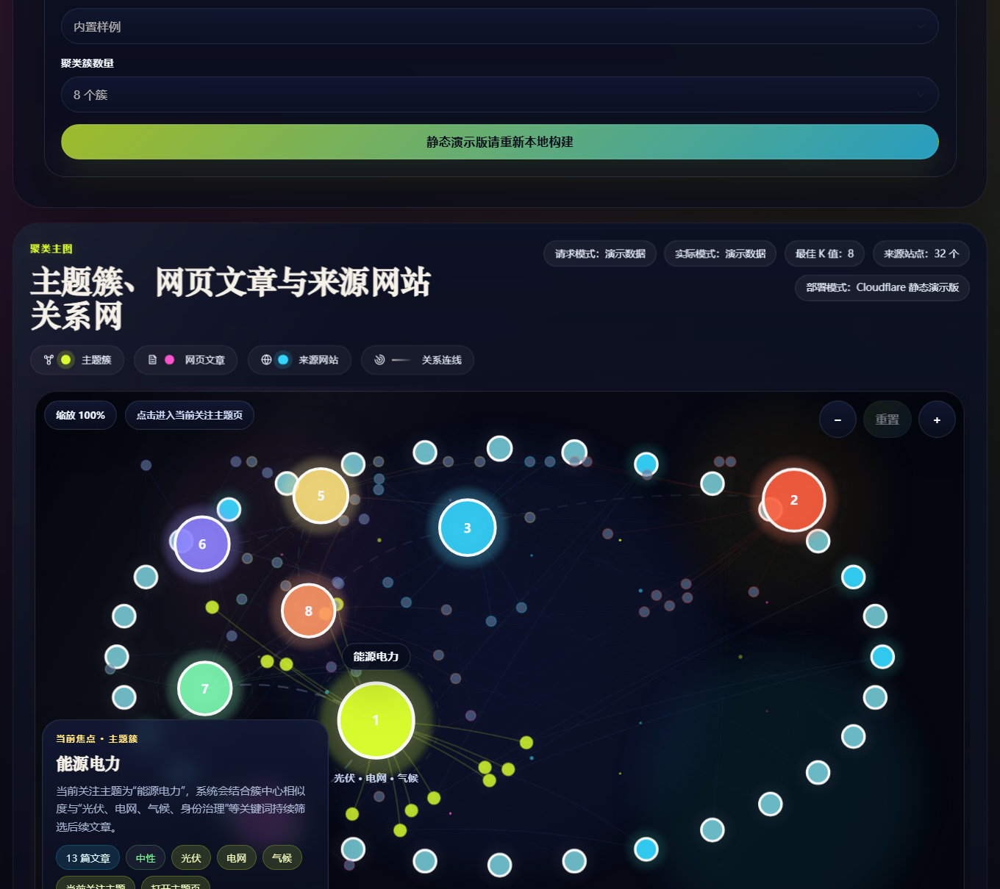 内置样例
聚类簇数量
8 个簇
静态演示版请重新本地构建
聚类主图
请求模式：演示数据
实际模式：演示数据
最佳 K 值：8
来源站点：32 个
部署模式：Cloudflare 静态演示版
主题簇、网页文章与来源网站
关系网
主题簇
网页文章
来源网站
关系连线
缩放 100%
点击进入当前关注主题页
−
重置
+
5
2
3
6
8
能源电力
7
1
光伏 • 电网 • 气候
当前焦点 • 主题簇
能源电力
当前关注主题为“能源电力”，系统会结合簇中心相似
度与“光伏、电网、气候、身份治理”等关键词持续筛
选后续文章。
13 篇文章
中性
光伏
电网
气候
当前关注主题
打开主题页